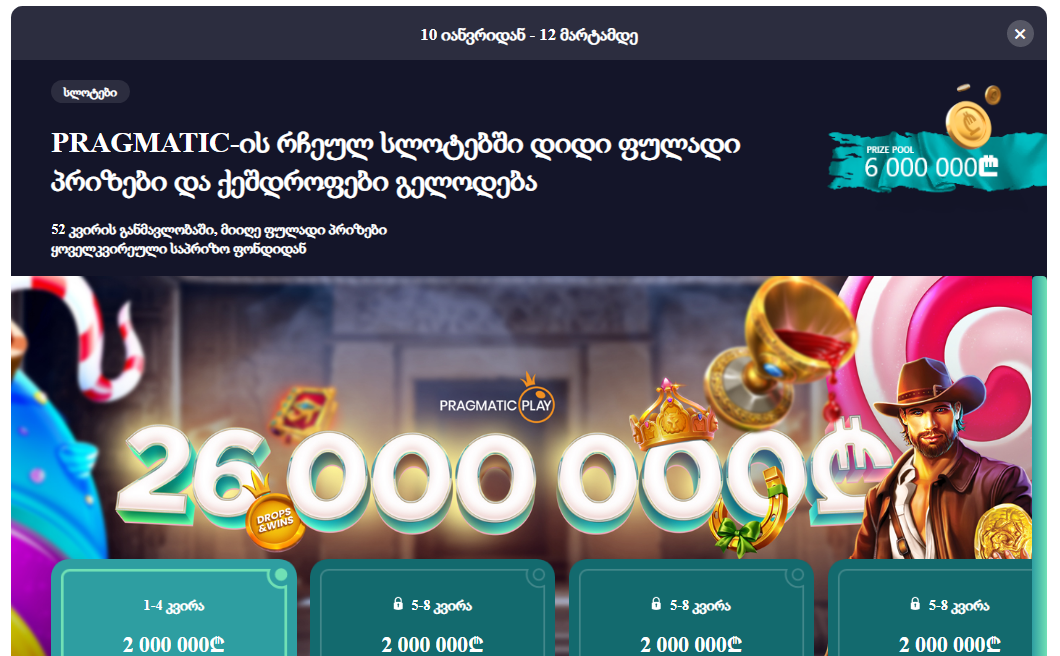 10 იანვრიდან - 12 მარტამდე
სლოტები
PRAGMATIC-ის რჩეულ სლოტებში დიდი ფულადი
პრიზები და ქეშდროფები გელოდება
52 კვირის განმავლობაში, მიიღე ფულადი პრიზები
ყოველკვირეული საპრიზო ფონდიდან
PRIZE POOL
6 000 000₾
PRAGMATIC PLAY
26 000 000₾
DROPS
&WINS
1-4 კვირა
2 000 000₾
5-8 კვირა
2 000 000₾
5-8 კვირა
2 000 000₾
5-8 კვირა
2 000 000₾